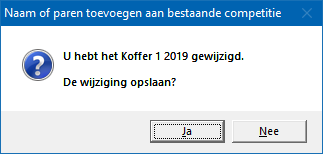 Naam of paren toevoegen aan bestaande competitie
U hebt het Koffer 1 2019 gewijzigd.
De wijziging opslaan?
Ja
Nee